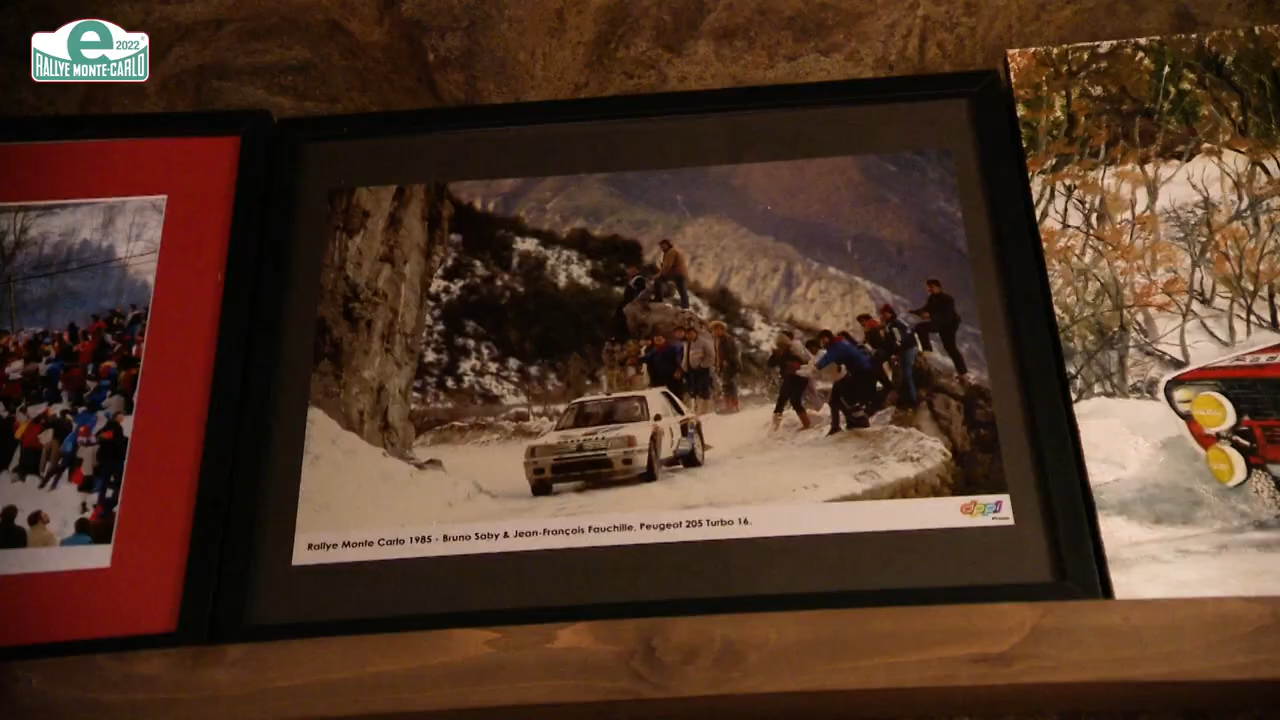 e 2022
RALLYE MONTE-CARLO
Rallye Monte Carlo 1985 - Bruno Saby & Jean-François Fauchille, Peugeot 205 Turbo 16.
dppi